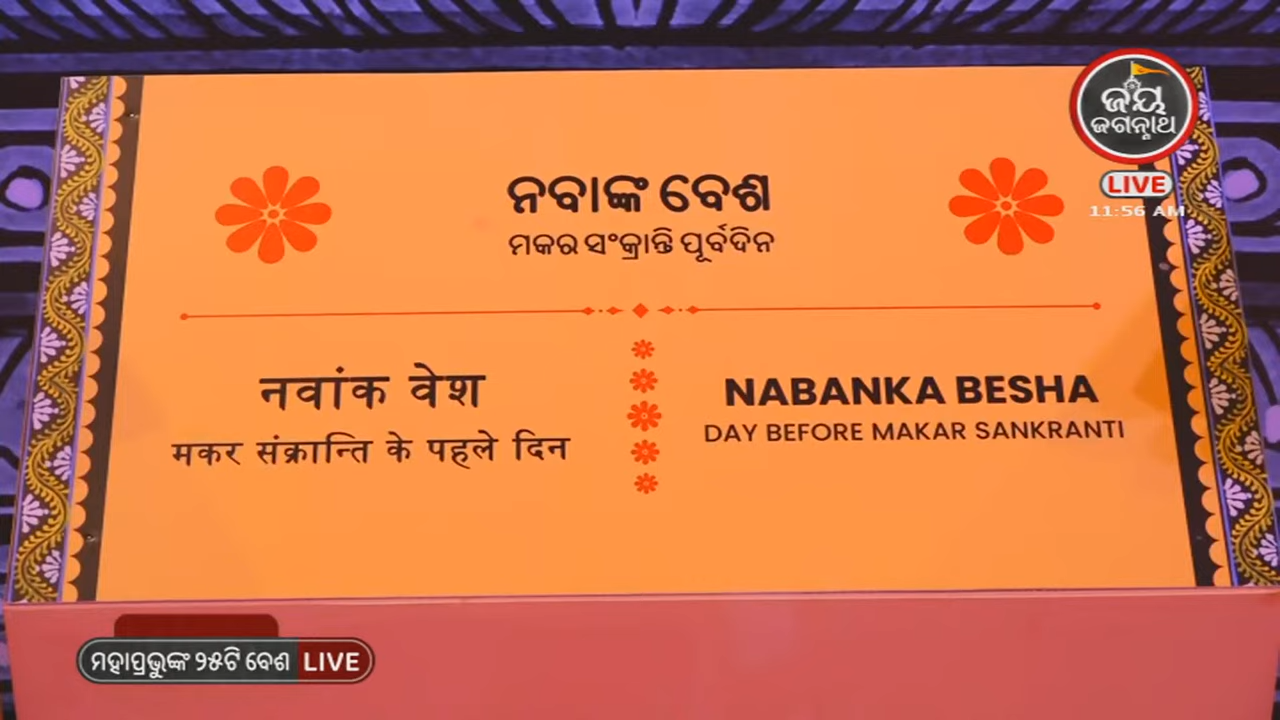 ଜୟ
ଜଗନ୍ନାଥ
LIVE
11:56 AM
ନବାଙ୍କ ବେଶ
ମକର ସଂକ୍ରାନ୍ତି ପୂର୍ବଦିନ
नवांक वेश
मकर संक्रान्ति के पहले दिन
NABANKA BESHA
DAY BEFORE MAKAR SANKRANTI
ମହାପ୍ରଭୁଙ୍କ ୨୫ଟି ବେଶ LIVE